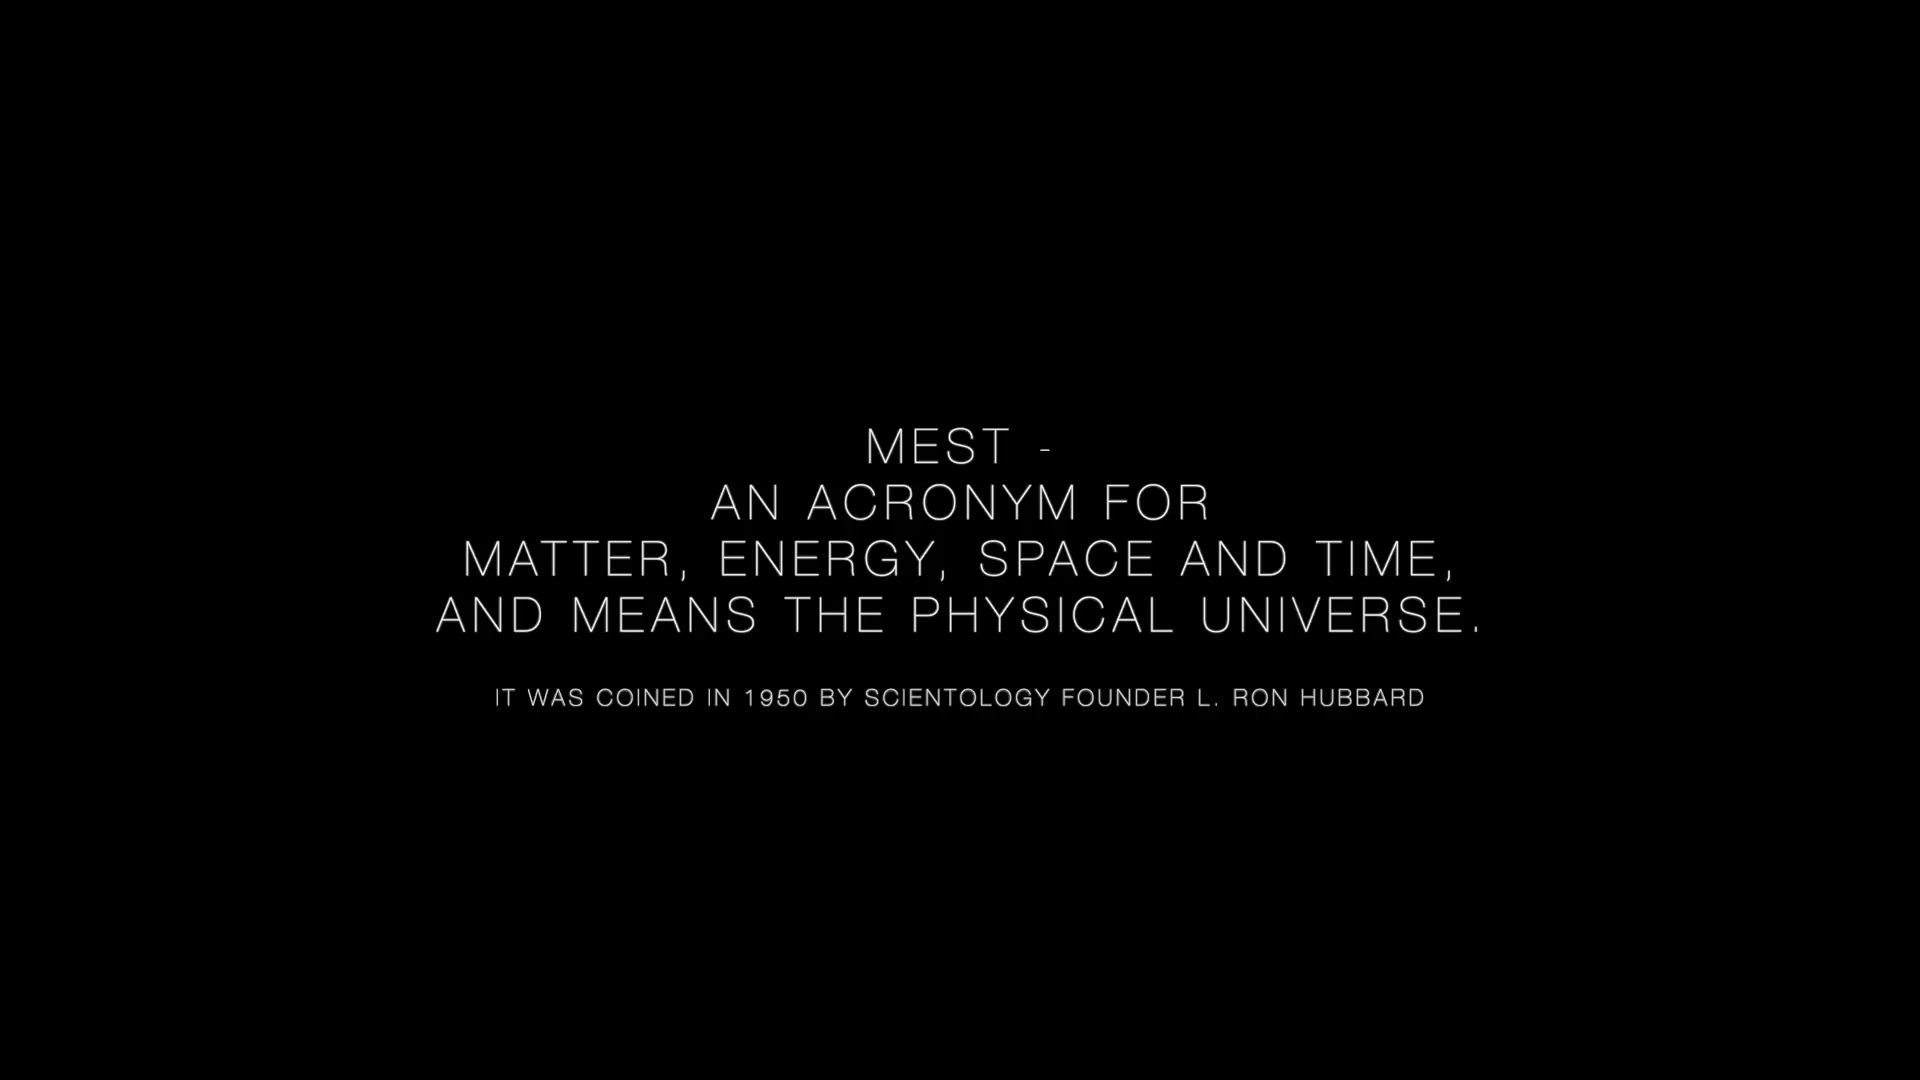 MEST -
AN ACRONYM FOR
MATTER, ENERGY, SPACE AND TIME,
AND MEANS THE PHYSICAL UNIVERSE.
IT WAS COINED IN 1950 BY SCIENTOLOGY FOUNDER L. RON HUBBARD